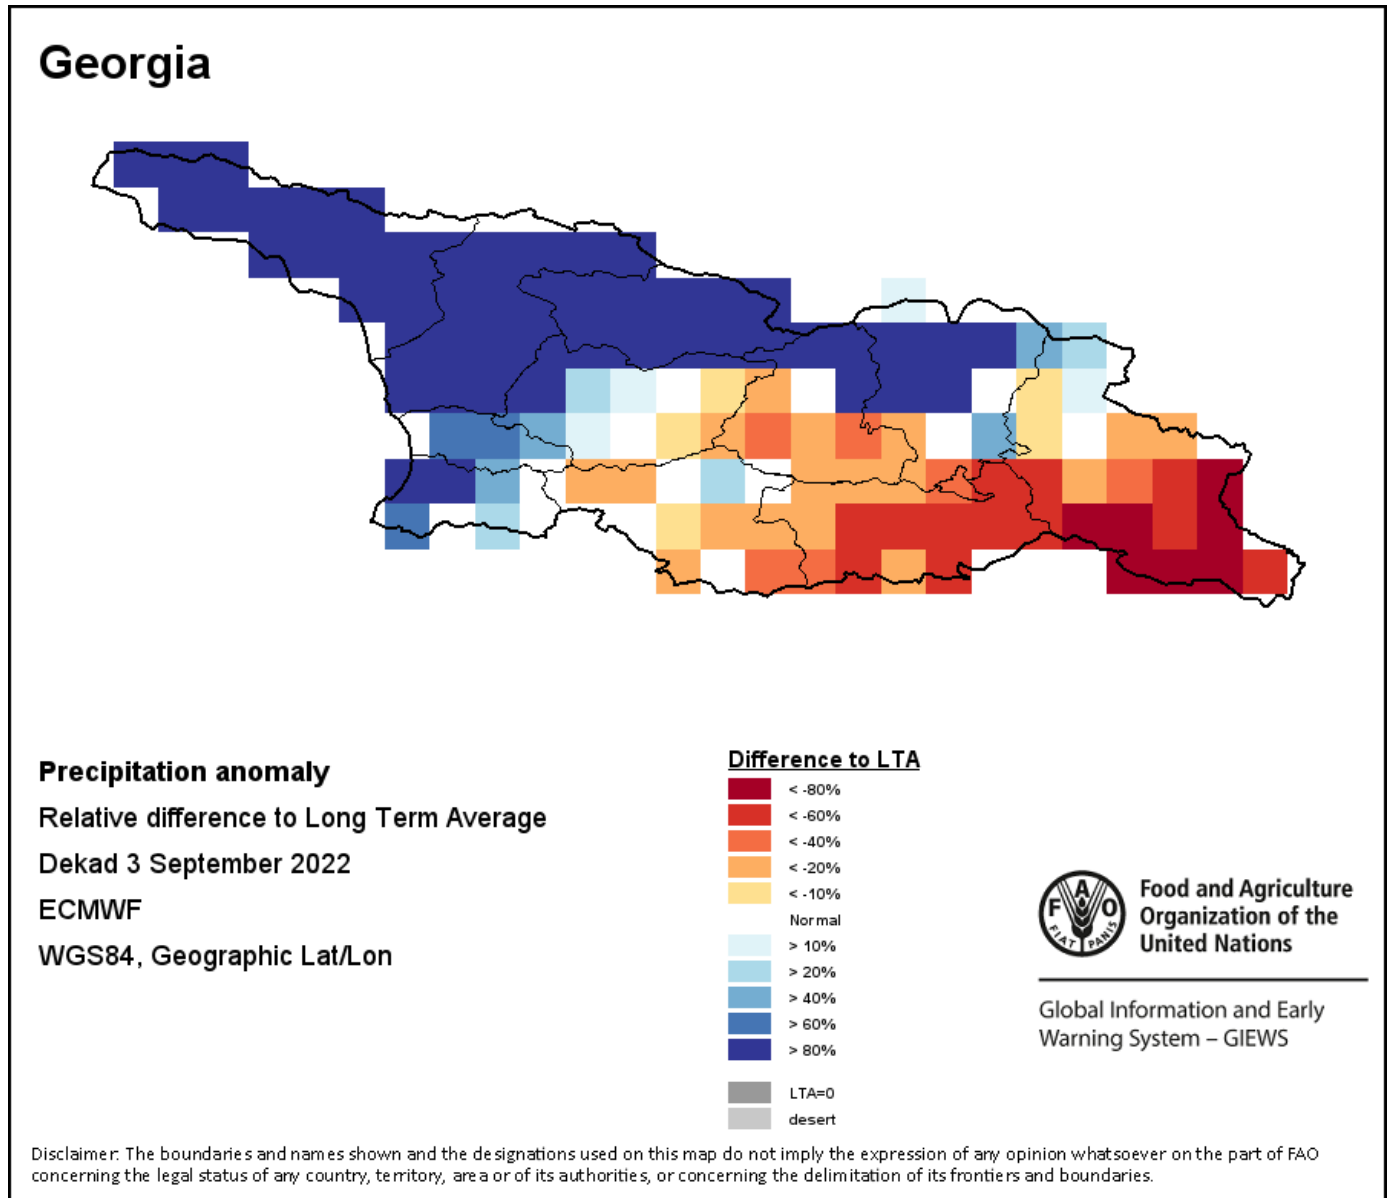 Georgia
Precipitation anomaly
Relative difference to Long Term Average
Dekad 3 September 2022
ECMWF
WGS84, Geographic Lat/Lon
Difference to LTA
< -80%
< -60%
< -40%
< -20%
< -10%
Normal
> 10%
> 20%
> 40%
> 60%
> 80%
LTA=0
desert
F A O
FIAT PANIS
Food and Agriculture
Organization of the
United Nations
Global Information and Early
Warning System – GIEWS
Disclaimer: The boundaries and names shown and the designations used on this map do not imply the expression of any opinion whatsoever on the part of FAO
concerning the legal status of any country, territory, area or of its authorities, or concerning the delimitation of its frontiers and boundaries.